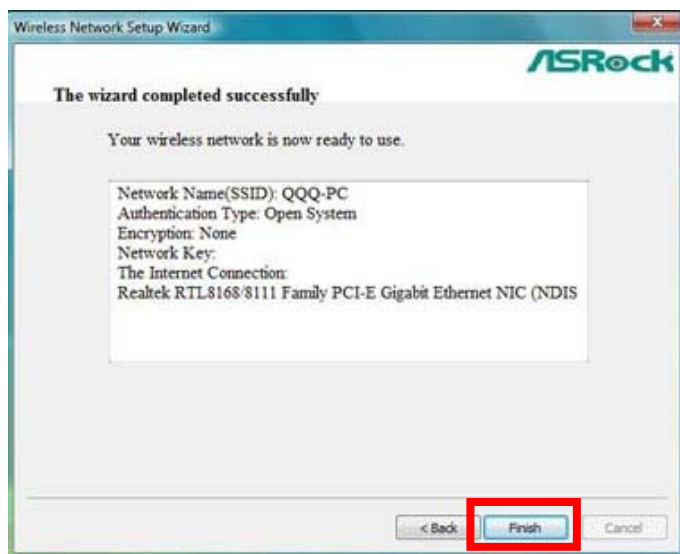 Wireless Network Setup Wizard
ASRock
The wizard completed successfully
Your wireless network is now ready to use.
Network Name(SSID): QQQ-PC
Authentication Type: Open System
Encryption: None
Network Key:
The Internet Connection:
Realtek RTL8168/8111 Family PCI-E Gigabit Ethernet NIC (NDIS
< Back Finish Cancel